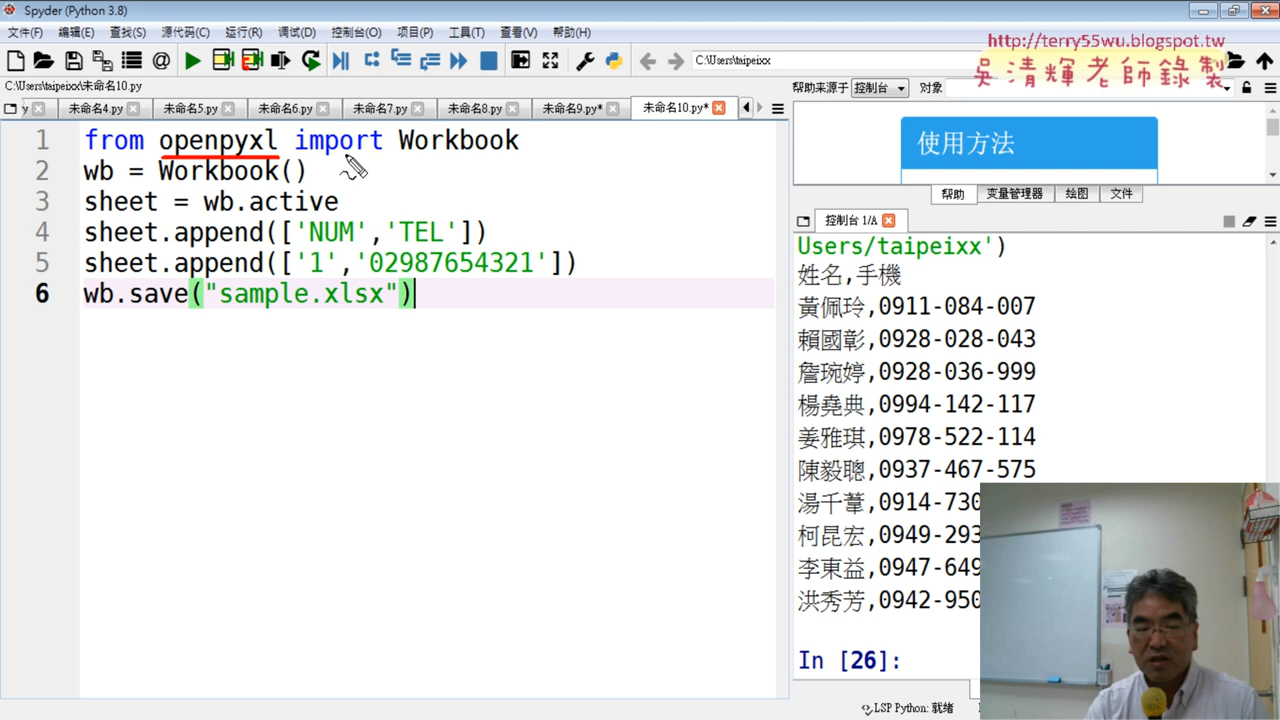 Spyder (Python 3.8)
文件(F) 编辑(E) 查找(S) 源代码(C) 运行(R) 调试(D) 控制台(O) 项目(P) 工具(T) 查看(V) 帮助(H)
http://terry55wu.blogspot.tw
吳清輝老師錄製
C:\Users\taipeixx
C:\Users\taipeixx\未命名10.py
帮助来源于 控制台 对象
y 未命名4.py 未命名5.py 未命名6.py 未命名7.py 未命名8.py 未命名9.py* 未命名10.py*
1 from openpyxl import Workbook
2 wb = Workbook()
3 sheet = wb.active
4 sheet.append(['NUM','TEL'])
5 sheet.append(['1','02987654321'])
6 wb.save("sample.xlsx")
使用方法
帮助 变量管理器 绘图 文件
控制台 1/A
Users/taipeixx')
姓名,手機
黃佩玲,0911-084-007
賴國彰,0928-028-043
詹琬婷,0928-036-999
楊堯典,0994-142-117
姜雅琪,0978-522-114
陳毅聰,0937-467-575
湯千葦,0914-730
柯昆宏,0949-293
李東益,0947-649
洪秀芳,0942-950
In [26]:
LSP Python: 就绪